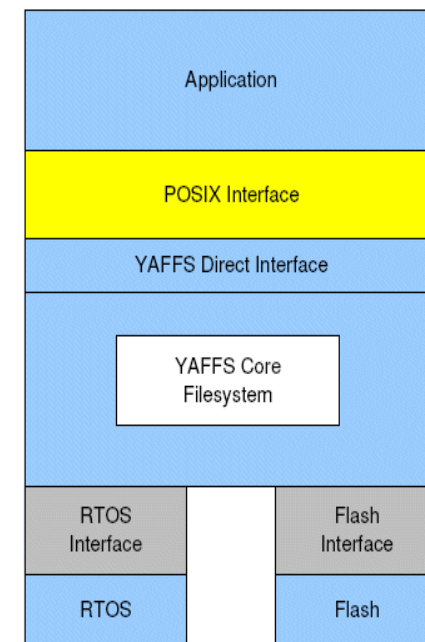 Application
POSIX Interface
YAFFS Direct Interface
YAFFS Core
Filesystem
RTOS
Interface
Flash
Interface
RTOS
Flash